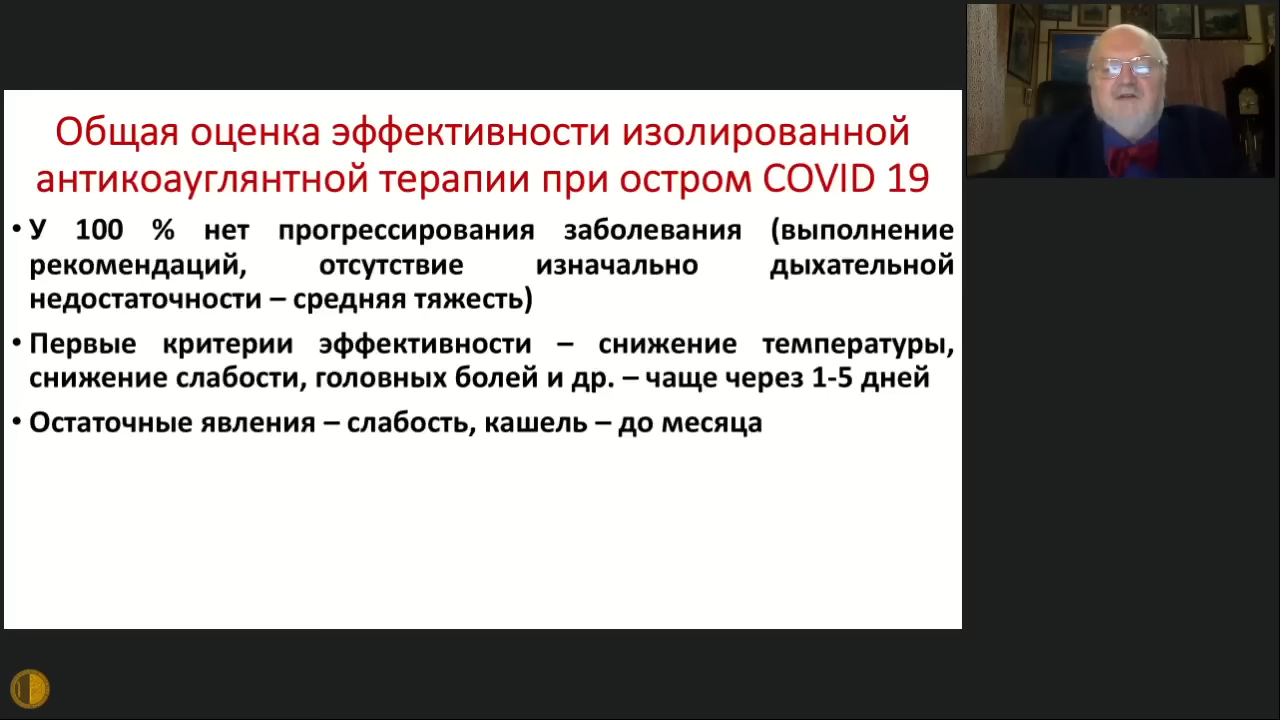 Общая оценка эффективности изолированной
антикоауглянтной терапии при остром COVID 19
• У 100 % нет прогрессирования заболевания (выполнение
рекомендаций, отсутствие изначально дыхательной
недостаточности – средняя тяжесть)
• Первые критерии эффективности – снижение температуры,
снижение слабости, головных болей и др. – чаще через 1-5 дней
• Остаточные явления – слабость, кашель – до месяца